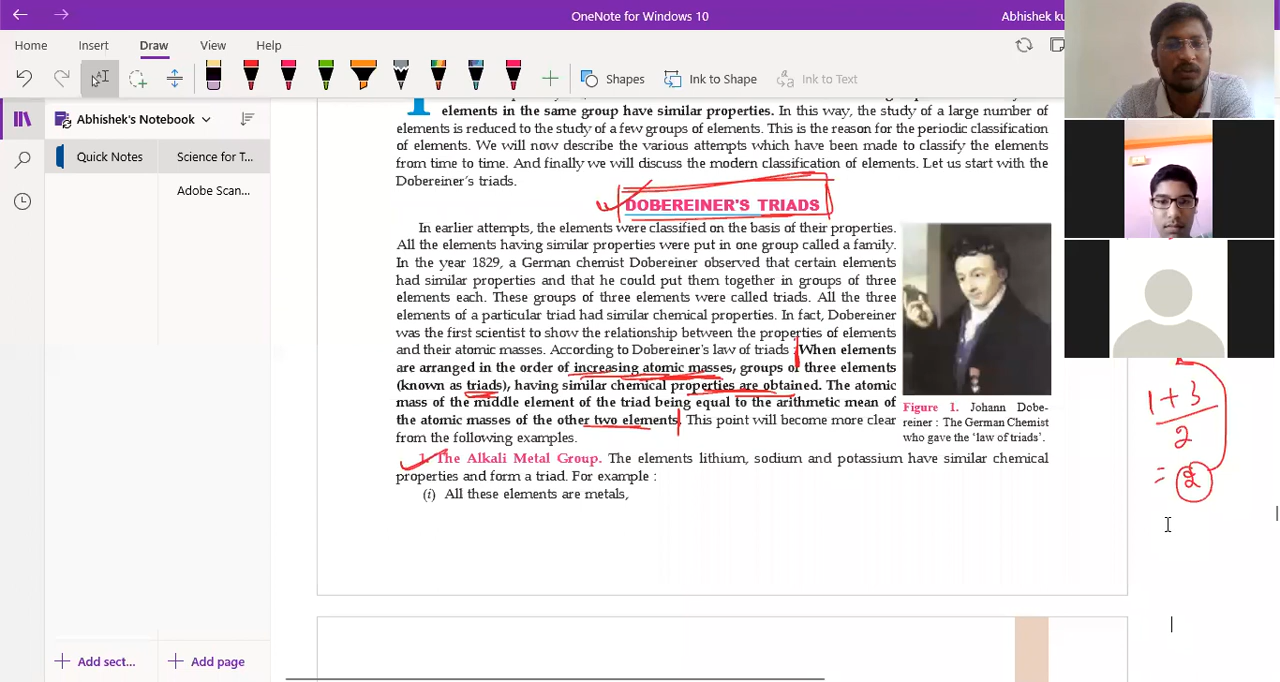 OneNote for Windows 10
Abhishek ku
Home Insert Draw View Help
Shapes Ink to Shape Ink to Text
Abhishek's Notebook
Quick Notes
Science for T...
Adobe Scan...
elements in the same group have similar properties. In this way, the study of a large number of
elements is reduced to the study of a few groups of elements. This is the reason for the periodic classification
of elements. We will now describe the various attempts which have been made to classify the elements
from time to time. And finally we will discuss the modern classification of elements. Let us start with the
Dobereiner's triads.
DOBEREINER'S TRIADS
In earlier attempts, the elements were classified on the basis of their properties.
All the elements having similar properties were put in one group called a family.
In the year 1829, a German chemist Dobereiner observed that certain elements
had similar properties and that he could put them together in groups of three
elements each. These groups of three elements were called triads. All the three
elements of a particular triad had similar chemical properties. In fact, Dobereiner
was the first scientist to show the relationship between the properties of elements
and their atomic masses. According to Dobereiner's law of triads : When elements
are arranged in the order of increasing atomic masses, groups of three elements
(known as triads), having similar chemical properties are obtained. The atomic
mass of the middle element of the triad being equal to the arithmetic mean of
the atomic masses of the other two elements. This point will become more clear
from the following examples.
Figure 1. Johann Dobe-
reiner : The German Chemist
who gave the 'law of triads'.
1. The Alkali Metal Group. The elements lithium, sodium and potassium have similar chemical
properties and form a triad. For example :
(i) All these elements are metals,
1 + 3
2
= 2
Add sect...
Add page